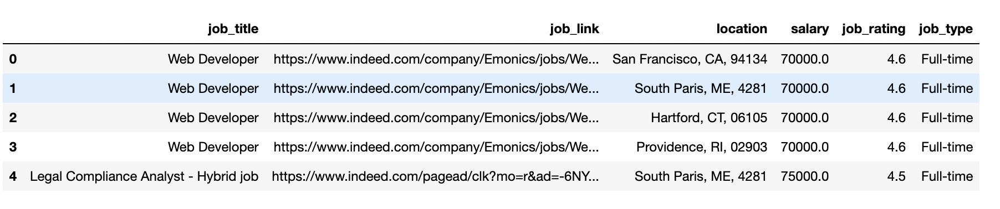 job_title job_link location salary job_rating job_type
0 Web Developer https://www.indeed.com/company/Emonics/jobs/We... San Francisco, CA, 94134 70000.0 4.6 Full-time
1 Web Developer https://www.indeed.com/company/Emonics/jobs/We... South Paris, ME, 4281 70000.0 4.6 Full-time
2 Web Developer https://www.indeed.com/company/Emonics/jobs/We... Hartford, CT, 06105 70000.0 4.6 Full-time
3 Web Developer https://www.indeed.com/company/Emonics/jobs/We... Providence, RI, 02903 70000.0 4.6 Full-time
4 Legal Compliance Analyst - Hybrid job https://www.indeed.com/pagead/clk?mo=r&ad=-6NY... South Paris, ME, 4281 75000.0 4.5 Full-time